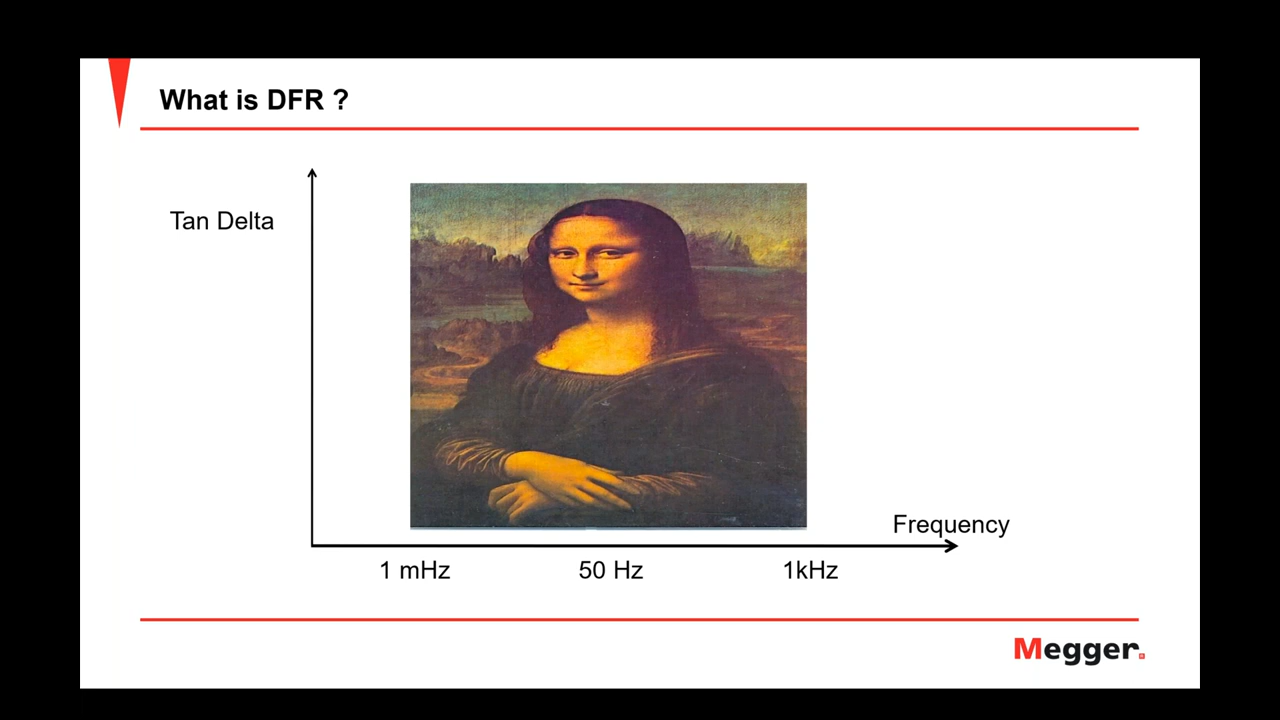 What is DFR ?
Tan Delta
Frequency
1 mHz 50 Hz 1kHz
Megger